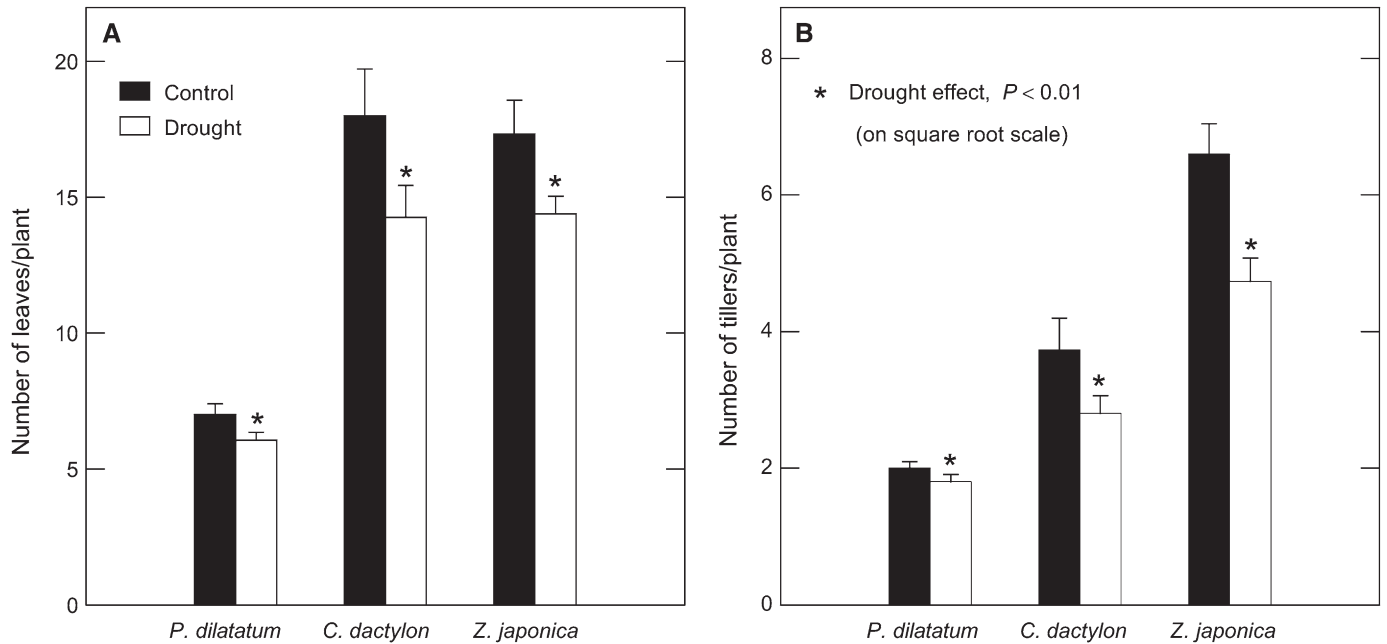 A
Control
Drought
Number of leaves/plant
20
15
10
5
0
P. dilatatum C. dactylon Z. japonica
B
* Drought effect, P < 0.01
(on square root scale)
Number of tillers/plant
8
6
4
2
0
* * *
* * *
P. dilatatum C. dactylon Z. japonica